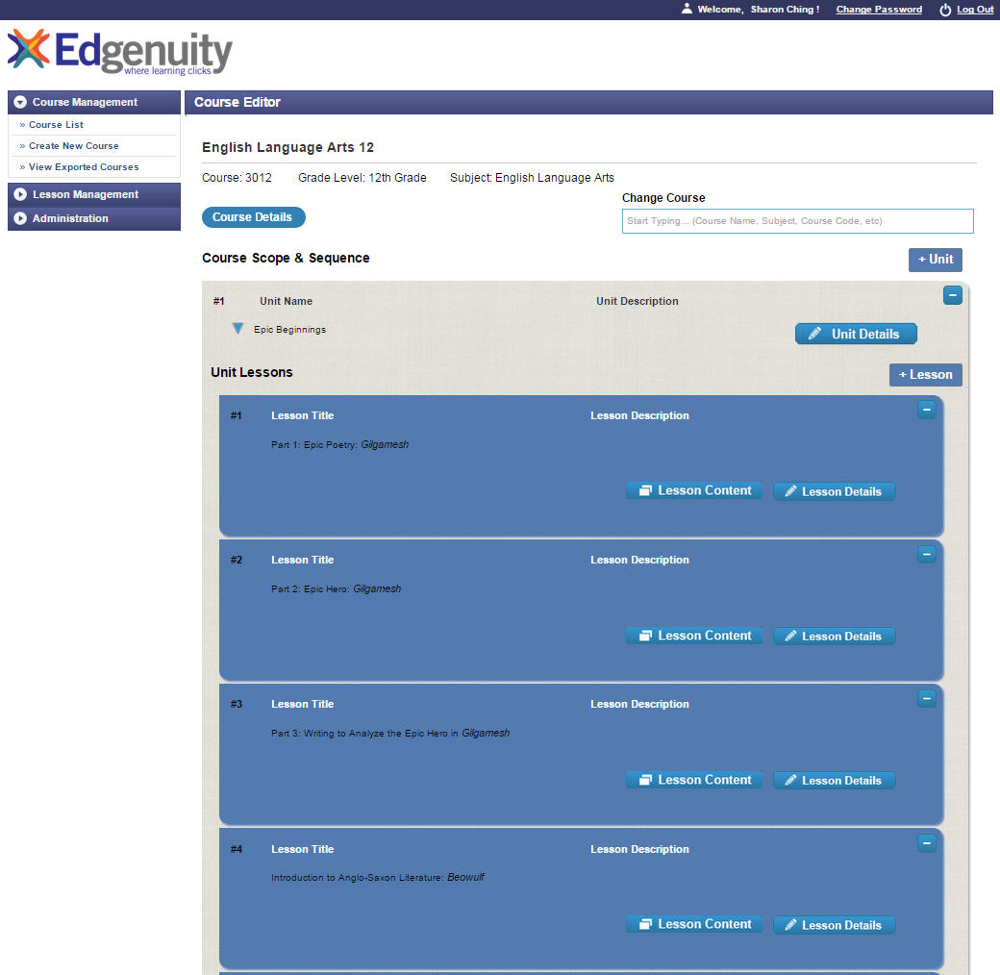 Welcome, Sharon Ching ! Change Password Log Out
Edgenuity
where learning clicks
Course Management
» Course List
» Create New Course
» View Exported Courses
Lesson Management
Administration
Course Editor
English Language Arts 12
Course: 3012 Grade Level: 12th Grade Subject: English Language Arts
Change Course
Course Details
Start Typing... (Course Name, Subject, Course Code, etc)
Course Scope & Sequence
+ Unit
#1 Unit Name Unit Description
Epic Beginnings
Unit Details
Unit Lessons
+ Lesson
#1 Lesson Title Lesson Description
Part 1: Epic Poetry: Gilgamesh
Lesson Content Lesson Details
#2 Lesson Title Lesson Description
Part 2: Epic Hero: Gilgamesh
Lesson Content Lesson Details
#3 Lesson Title Lesson Description
Part 3: Writing to Analyze the Epic Hero in Gilgamesh
Lesson Content Lesson Details
#4 Lesson Title Lesson Description
Introduction to Anglo-Saxon Literature: Beowulf
Lesson Content Lesson Details